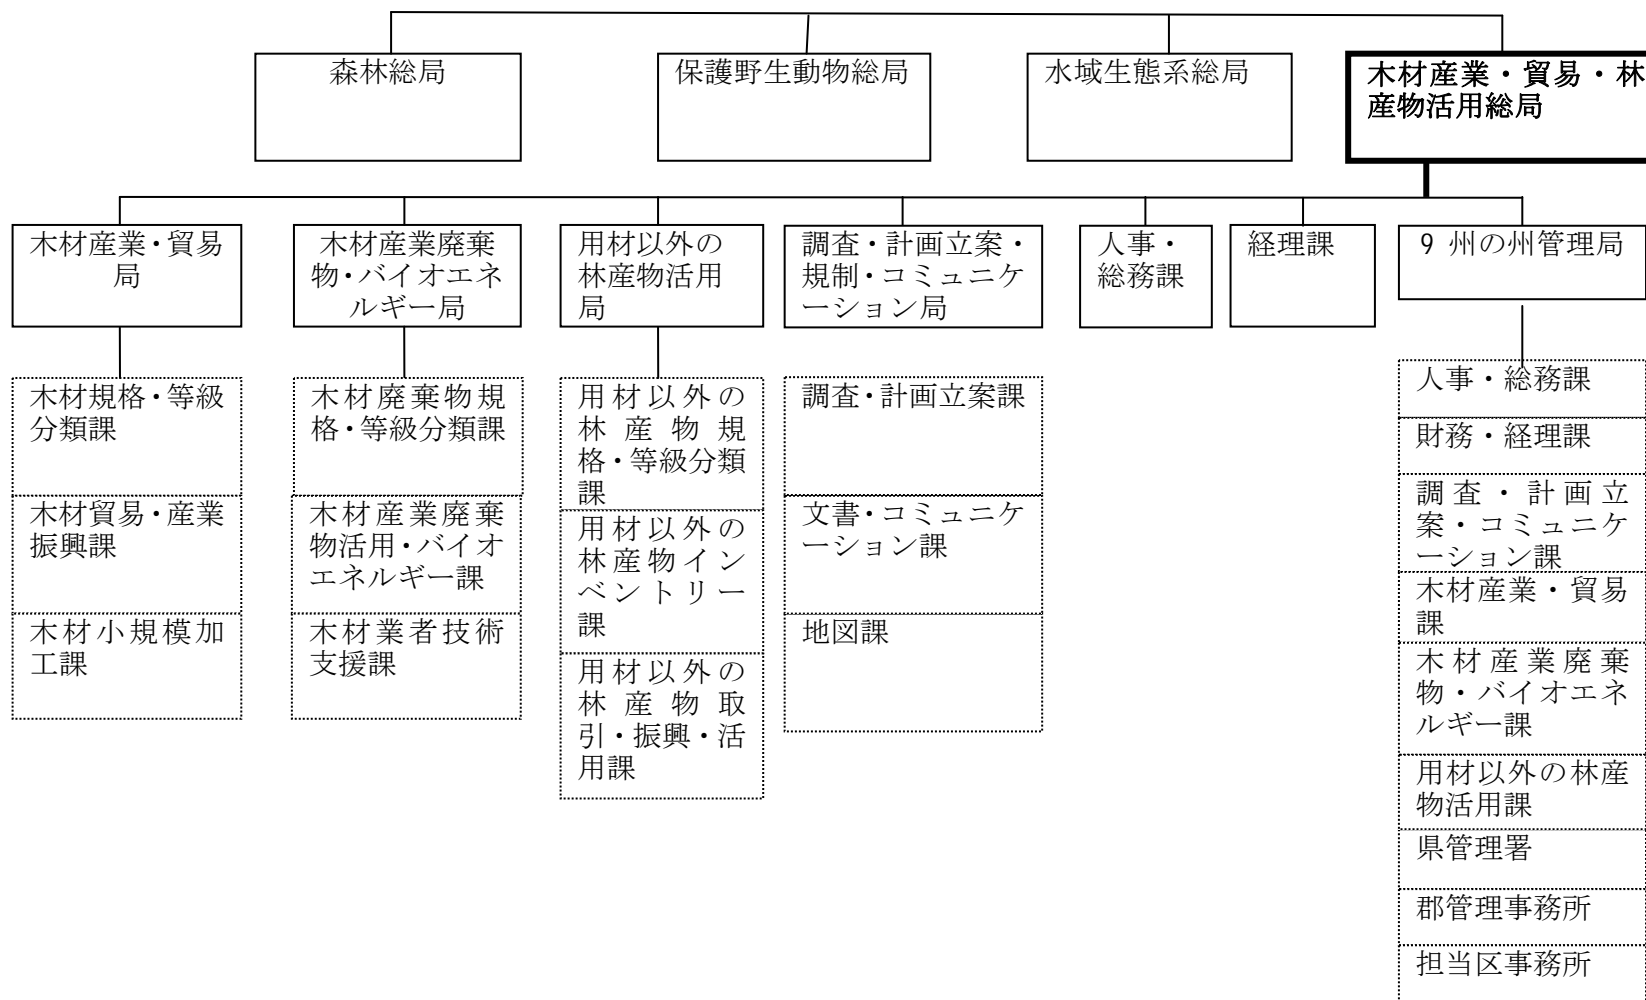 森林総局
保護野生動物総局
水域生態系総局
木材産業・貿易・林
産物活用総局
木材産業・貿易
局
木材産業廃棄
物・バイオエネ
ルギー局
用材以外の
林産物活用
局
調査・計画立案・
規制・コミュニケ
ーション局
人事・
総務課
経理課
9 州の州管理局
木材規格・等級
分類課
木材貿易・産業
振興課
木材小規模加
工課
木材廃棄物規
格・等級分類課
木材産業廃棄
物活用・バイオ
エネルギー課
木材業者技術
支援課
用材以外の
林産物規
格・等級分類
課
用材以外の
林産物イン
ベントリー
課
用材以外の
林産物取
引・振興・活
用課
調査・計画立案課
文書・コミュニケ
ーション課
地図課
人事・総務課
財務・経理課
調査・計画立
案・コミュニケ
ーション課
木材産業・貿易
課
木材産業廃棄
物・バイオエネ
ルギー課
用材以外の林産
物活用課
県管理署
郡管理事務所
担当区事務所